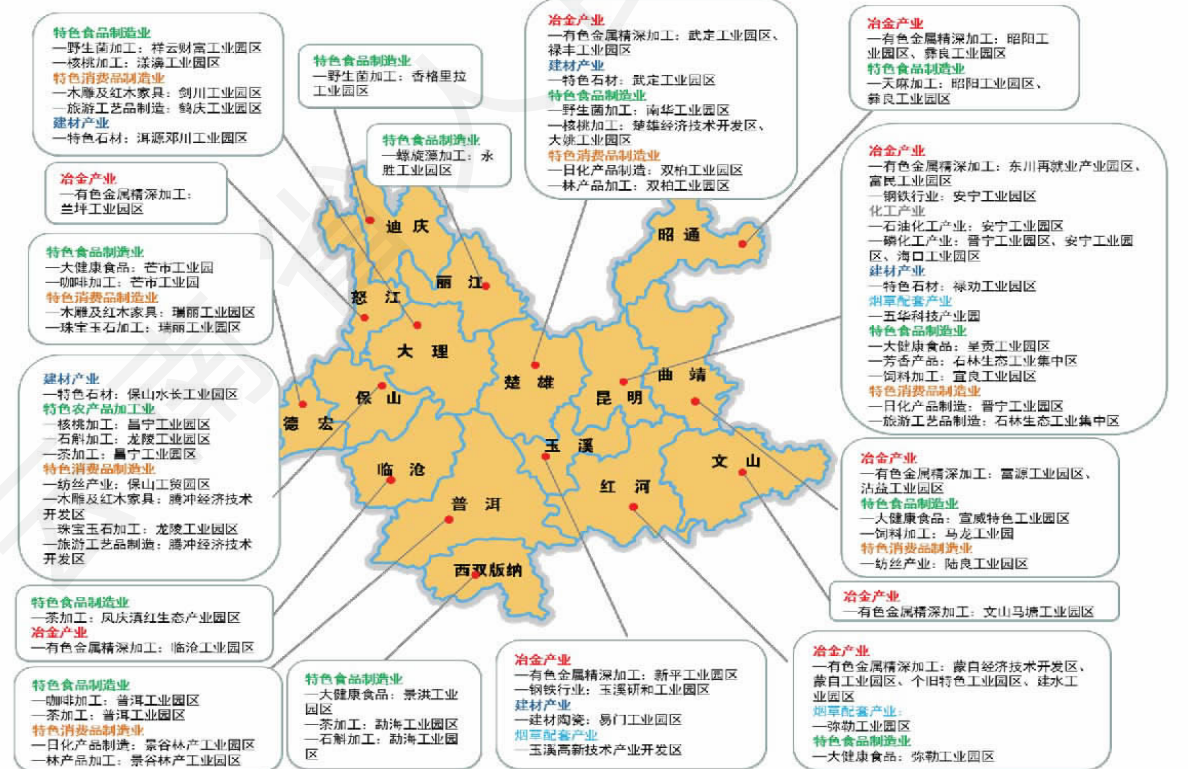 特色食品制造业
—野生菌加工：祥云财富工业园区
—核桃加工：漾濞工业园区
特色消费品制造业
—木雕及红木家具：剑川工业园区
—旅游工艺品制造：鹤庆工业园区
建材产业
—特色石材：洱源邓川工业园区
特色食品制造业
—野生菌加工：香格里拉
工业园区
特色食品制造业
—螺旋藻加工：永
胜工业园区
冶金产业
—有色金属精深加工：武定工业园区、
禄丰工业园区
建材产业
—特色石材：武定工业园区
特色食品制造业
—野生菌加工：南华工业园区
—核桃加工：楚雄经济技术开发区、
大姚工业园区
特色消费品制造业
—日化产品制造：双柏工业园区
—林产品加工：双柏工业园区
冶金产业
—有色金属精深加工：昭阳工
业园区、彝良工业园区
特色食品制造业
—天麻加工：昭阳工业园区、
彝良工业园区
冶金产业
—有色金属精深加工：
兰坪工业园区
特色食品制造业
—大健康食品：芒市工业园
—咖啡加工：芒市工业园
特色消费品制造业
—木雕及红木家具：瑞丽工业园区
—珠宝玉石加工：瑞丽工业园区
建材产业
—特色石材：保山水长工业园区
特色农产品加工业
—核桃加工：昌宁工业园区
—石斛加工：龙陵工业园区
—茶加工：昌宁工业园区
特色消费品制造业
—纺丝产业：保山工贸园区
—木雕及红木家具：腾冲经济技术
开发区
—珠宝玉石加工：龙陵工业园区
—旅游工艺品制造：腾冲经济技术
开发区
特色食品制造业
—茶加工：凤庆滇红生态产业园区
冶金产业
—有色金属精深加工：临沧工业园区
特色食品制造业
—咖啡加工：普洱工业园区
—茶加工：普洱工业园区
特色消费品制造业
—日化产品制造：景谷林产工业园区
—林产品加工：景谷林产工业园区
特色食品制造业
—大健康食品：景洪工业
园区
—茶加工：勐海工业园区
—石斛加工：勐海工业园
区
冶金产业
—有色金属精深加工：新平工业园区
—钢铁行业：玉溪研和工业园区
建材产业
—建材陶瓷：易门工业园区
烟草配套产业
—玉溪高新技术产业开发区
冶金产业
—有色金属精深加工：东川再就业产业园区、
富民工业园区
—钢铁行业：安宁工业园区
化工产业
—石油化工产业：安宁工业园区
—磷化工产业：晋宁工业园区、安宁工业园
区、海口工业园区
建材产业
—特色石材：禄劝工业园区
烟草配套产业
—五华科技产业园
特色食品制造业
—大健康食品：呈贡工业园区
—芳香产品：石林生态工业集中区
—饲料加工：宜良工业园区
特色消费品制造业
—日化产品制造：晋宁工业园区
—旅游工艺品制造：石林生态工业集中区
冶金产业
—有色金属精深加工：富源工业园区、
沾益工业园区
特色食品制造业
—大健康食品：宣威特色工业园区
—饲料加工：马龙工业园
特色消费品制造业
—纺丝产业：陆良工业园区
冶金产业
—有色金属精深加工：文山马塘工业园区
冶金产业
—有色金属精深加工：蒙自经济技术开发区、
蒙自工业园区、个旧特色工业园区、建水工
业园区
烟草配套产业：
—弥勒工业园区
特色食品制造业
—大健康食品：弥勒工业园区
迪庆
昭通
丽江
怒江
大理
楚雄
昆明
曲靖
保山
德宏
临沧
玉溪
文山
普洱
红河
西双版纳